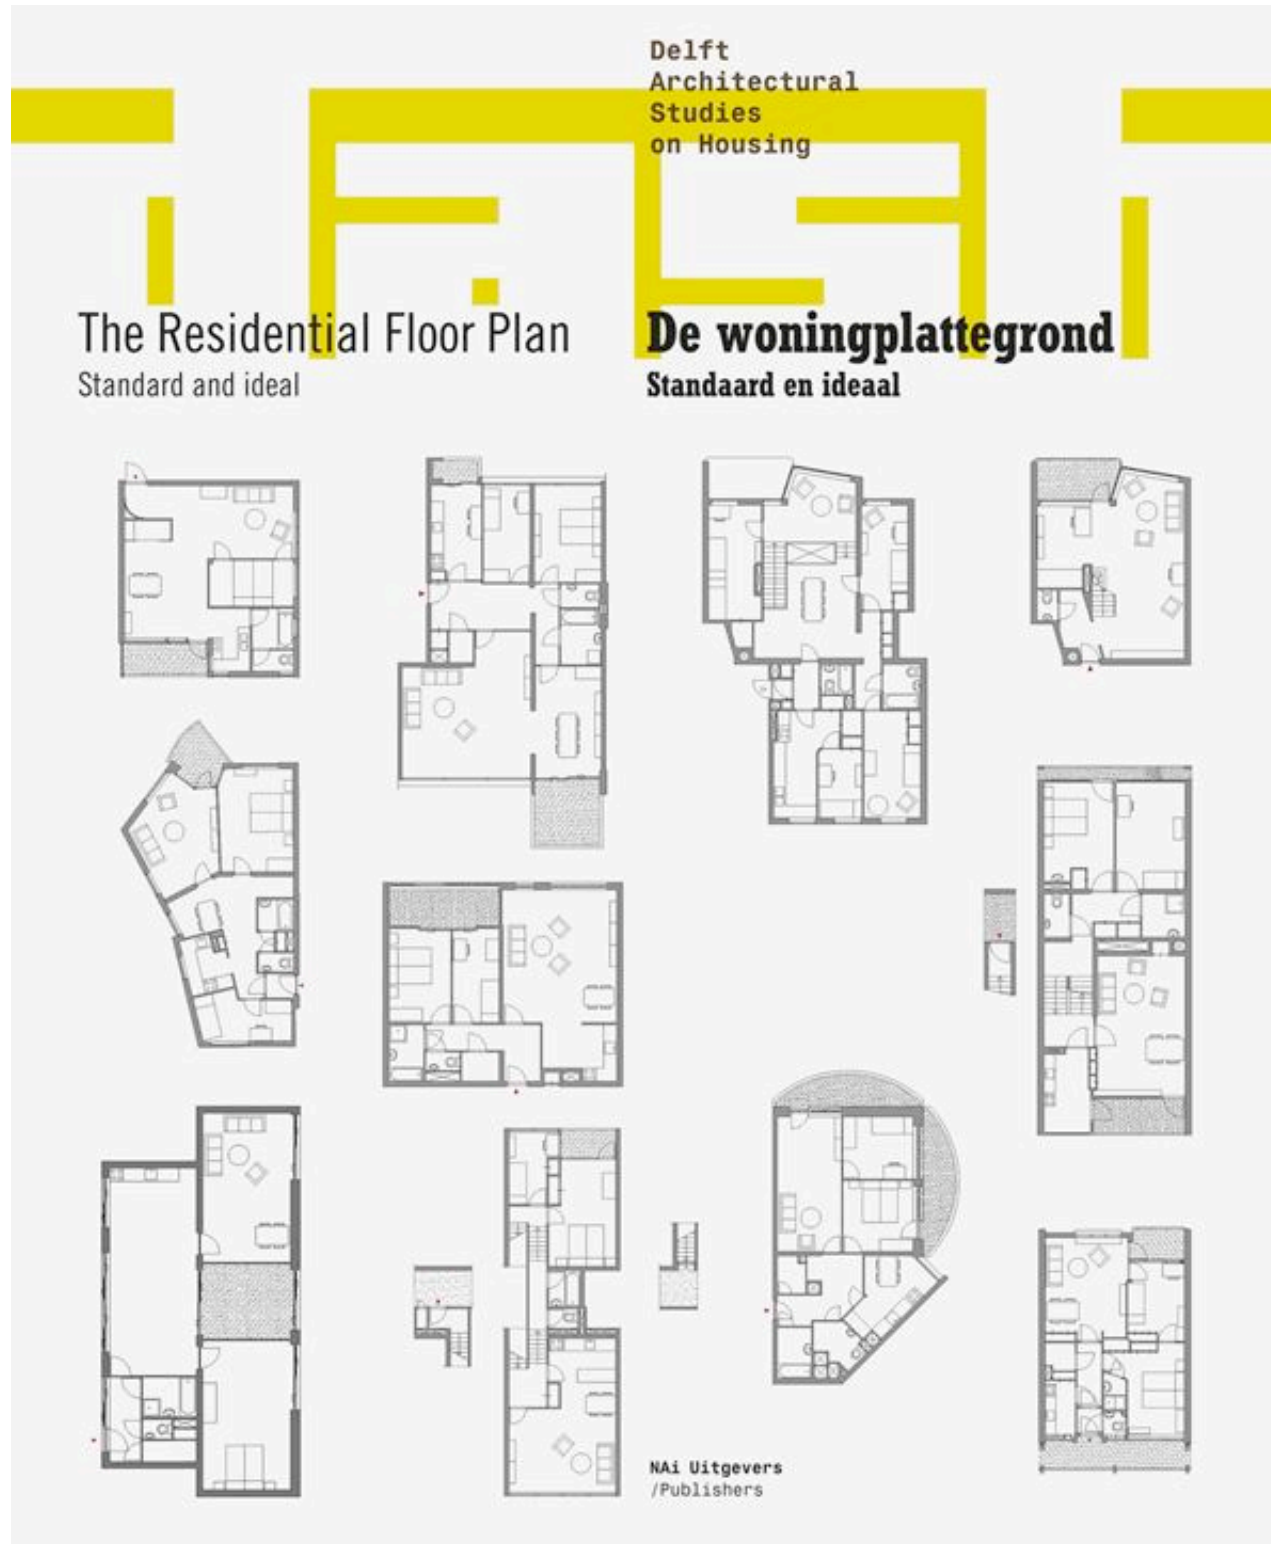 Delft
Architectural
Studies
on Housing
The Residential Floor Plan
Standard and ideal
De woningplattegrond
Standaard en ideaal
NAi Uitgevers
/Publishers